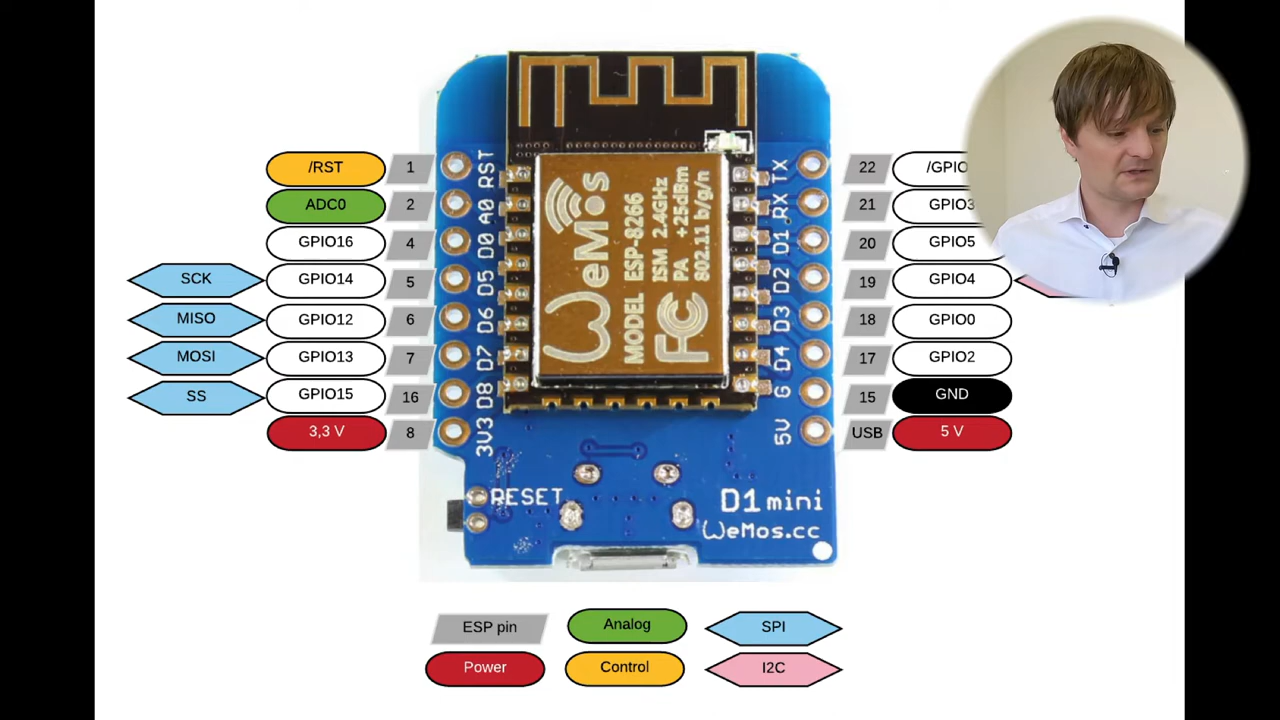 /RST 1 RST TX 22 /GPIO
ADC0 2 A0 RX 21 GPIO3
GPIO16 4 D0 D1 20 GPIO5
SCK GPIO14 5 D5 D2 19 GPIO4
MISO GPIO12 6 D6 D3 18 GPIO0
MOSI GPIO13 7 D7 D4 17 GPIO2
SS GPIO15 16 D8 G 15 GND
3,3 V 8 3V3 5V USB 5 V
WeMos
MODEL ESP-8266
ISM 2.4GHz
PA +25dBm
802.11 b/g/n
FC
RESET
D1 mini
WeMos.cc
ESP pin Analog SPI
Power Control I2C